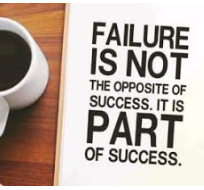 FAILURE
IS NOT
THE OPPOSITE OF
SUCCESS. IT IS
PART
OF SUCCESS.